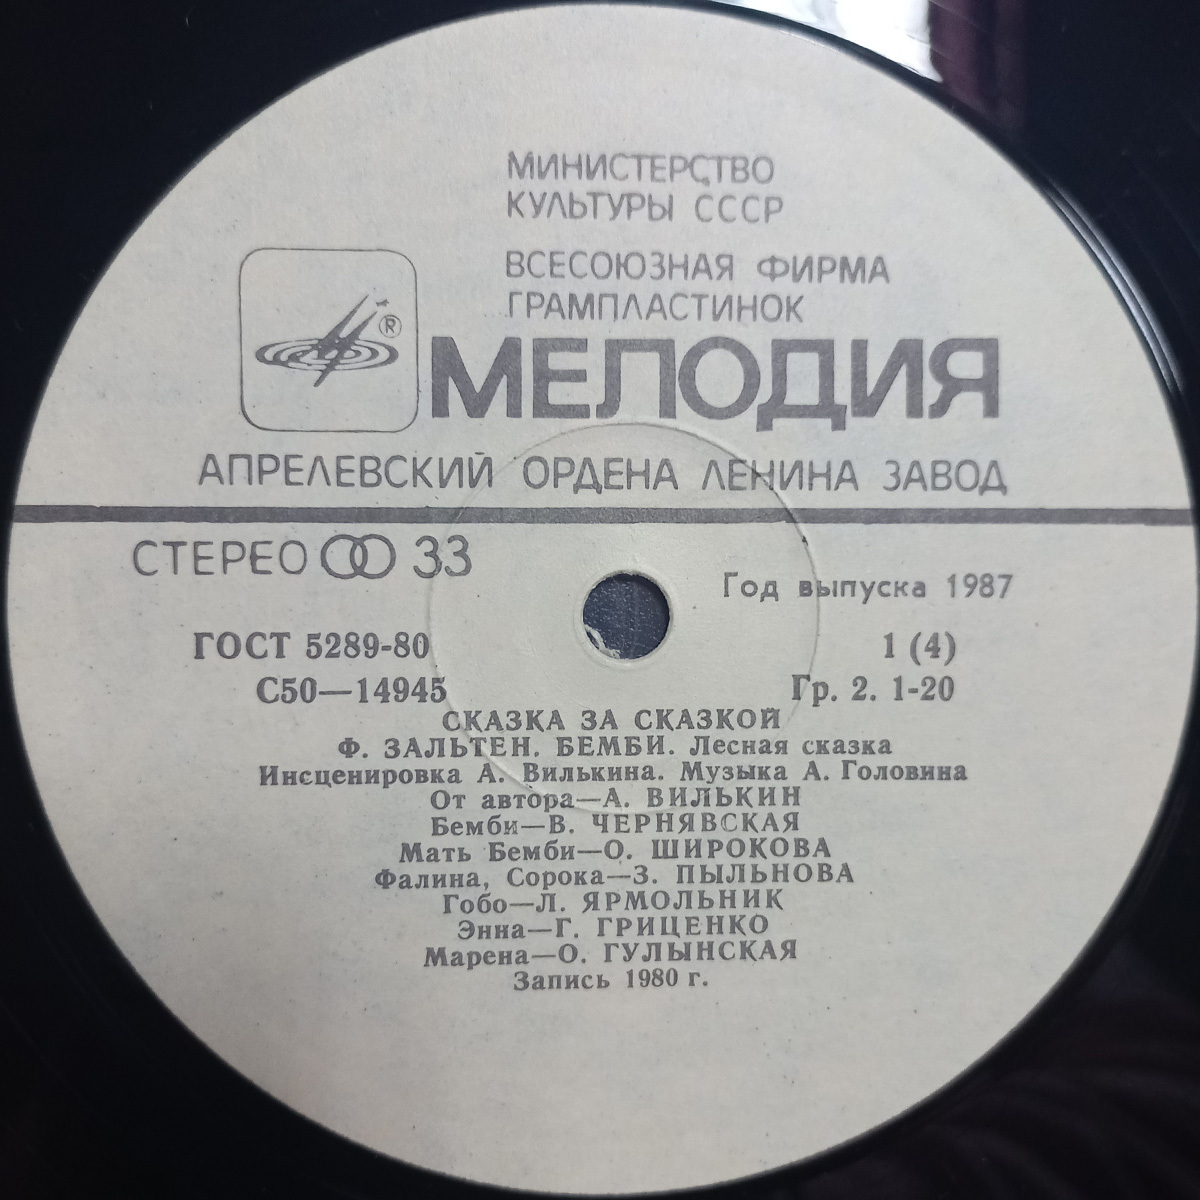 МИНИСТЕРСТВО
КУЛЬТУРЫ СССР
ВСЕСОЮЗНАЯ ФИРМА
ГРАМПЛАСТИНОК
®
МЕЛОДИЯ
АПРЕЛЕВСКИЙ ОРДЕНА ЛЕНИНА ЗАВОД
СТЕРЕО 33
Год выпуска 1987
ГОСТ 5289-80 1 (4)
С50—14945 Гр. 2. 1-20
СКАЗКА ЗА СКАЗКОЙ
Ф. ЗАЛЬТЕН. БЕМБИ. Лесная сказка
Инсценировка А. Вилькина. Музыка А. Головина
От автора—А. ВИЛЬКИН
Бемби—В. ЧЕРНЯВСКАЯ
Мать Бемби—О. ШИРОКОВА
Фалина, Сорока—З. ПЫЛЬНОВА
Гобо—Л. ЯРМОЛЬНИК
Энна—Г. ГРИЦЕНКО
Марена—О. ГУЛЫНСКАЯ
Запись 1980 г.